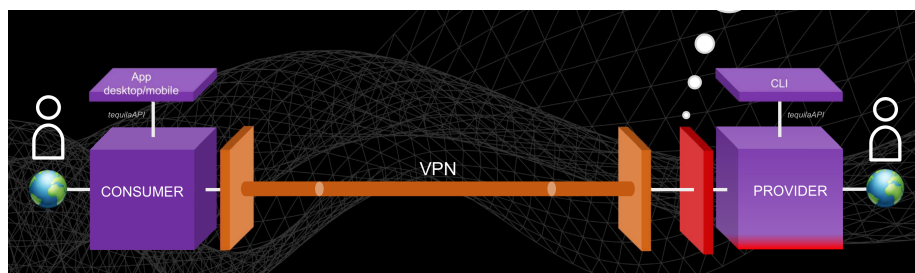 App
desktop/mobile
tequilaAPI
CONSUMER
VPN
CLI
tequilaAPI
PROVIDER